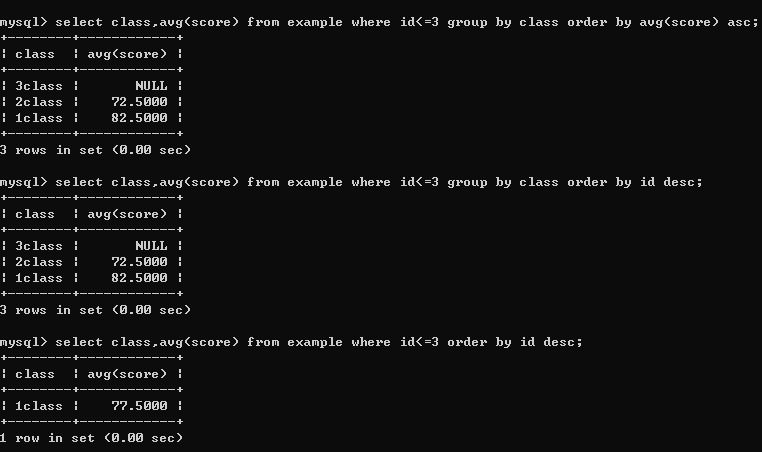 mysql> select class,avg(score) from example where id<=3 group by class order by avg(score) asc;
+--------+------------+
¦ class  ¦ avg(score) ¦
+--------+------------+
¦ 3class ¦       NULL ¦
¦ 2class ¦    72.5000 ¦
¦ 1class ¦    82.5000 ¦
+--------+------------+
3 rows in set (0.00 sec)
mysql> select class,avg(score) from example where id<=3 group by class order by id desc;
+--------+------------+
¦ class  ¦ avg(score) ¦
+--------+------------+
¦ 3class ¦       NULL ¦
¦ 2class ¦    72.5000 ¦
¦ 1class ¦    82.5000 ¦
+--------+------------+
3 rows in set (0.00 sec)
mysql> select class,avg(score) from example where id<=3 order by id desc;
+--------+------------+
¦ class  ¦ avg(score) ¦
+--------+------------+
¦ 1class ¦    77.5000 ¦
+--------+------------+
1 row in set (0.00 sec)